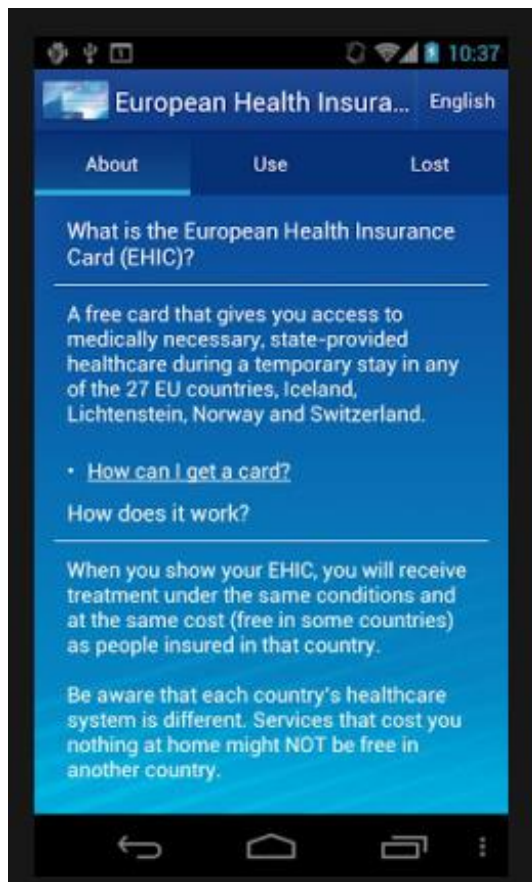 10:37
European Health Insura... English
About Use Lost
What is the European Health Insurance
Card (EHIC)?
A free card that gives you access to
medically necessary, state-provided
healthcare during a temporary stay in any
of the 27 EU countries, Iceland,
Lichtenstein, Norway and Switzerland.
• How can I get a card?
How does it work?
When you show your EHIC, you will receive
treatment under the same conditions and
at the same cost (free in some countries)
as people insured in that country.
Be aware that each country's healthcare
system is different. Services that cost you
nothing at home might NOT be free in
another country.